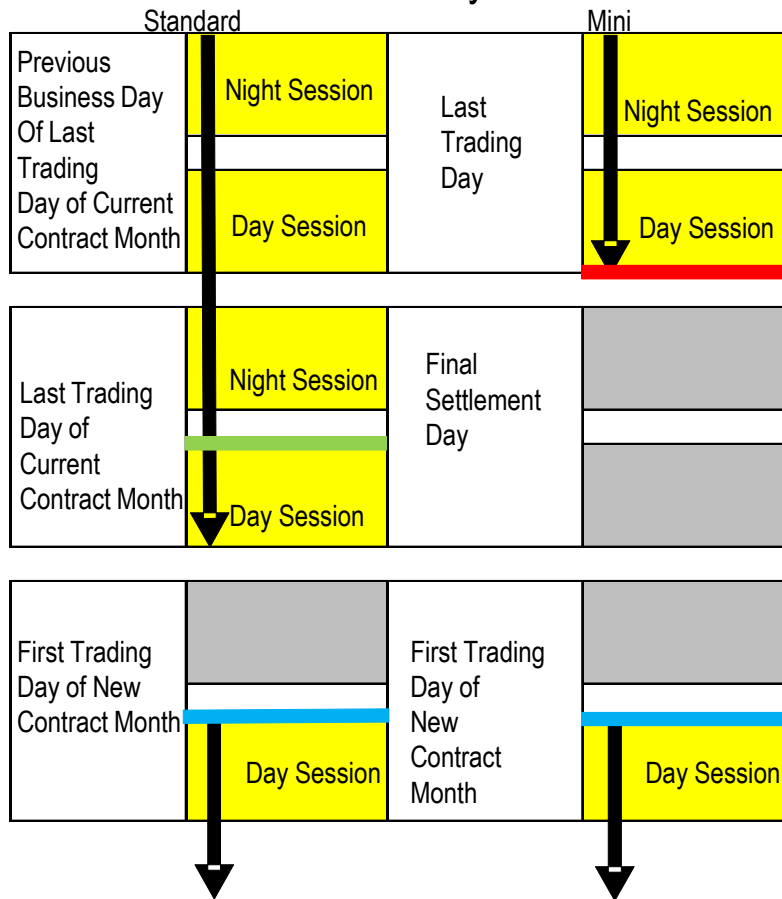 Standard
Mini
Previous
Business Day
Of Last
Trading
Day of Current
Contract Month
Night Session
Day Session
Last
Trading
Day
Night Session
Day Session
Last Trading
Day of
Current
Contract Month
Night Session
Day Session
Final
Settlement
Day
First Trading
Day of New
Contract Month
Day Session
First Trading
Day of
New
Contract
Month
Day Session